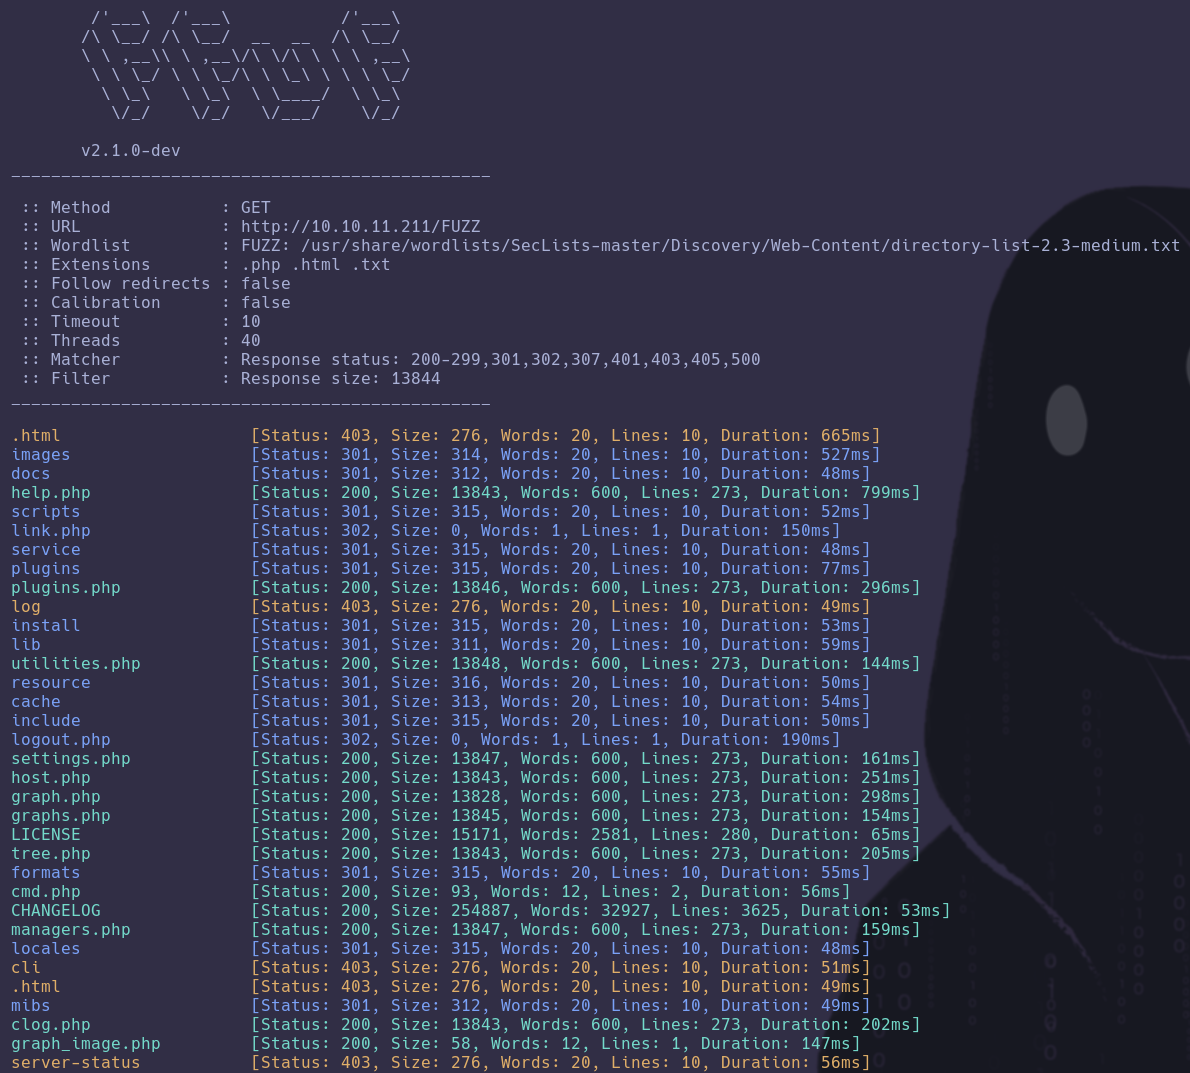 /'___\  /'___\           /'___\
/\ \__/ /\ \__/  __  __  /\ \__/
\ \ ,__\\ \ ,__\/\ \/\ \ \ \ ,__\
 \ \ \_/ \ \ \_/\ \ \_\ \ \ \ \_/
  \ \_\   \ \_\  \ \____/  \ \_\
   \/_/    \/_/   \/___/    \/_/
v2.1.0-dev
________________________________________________
:: Method : GET
:: URL : http://10.10.11.211/FUZZ
:: Wordlist : FUZZ: /usr/share/wordlists/SecLists-master/Discovery/Web-Content/directory-list-2.3-medium.txt
:: Extensions : .php .html .txt
:: Follow redirects : false
:: Calibration : false
:: Timeout : 10
:: Threads : 40
:: Matcher : Response status: 200-299,301,302,307,401,403,405,500
:: Filter : Response size: 13844
________________________________________________
.html [Status: 403, Size: 276, Words: 20, Lines: 10, Duration: 665ms]
images [Status: 301, Size: 314, Words: 20, Lines: 10, Duration: 527ms]
docs [Status: 301, Size: 312, Words: 20, Lines: 10, Duration: 48ms]
help.php [Status: 200, Size: 13843, Words: 600, Lines: 273, Duration: 799ms]
scripts [Status: 301, Size: 315, Words: 20, Lines: 10, Duration: 52ms]
link.php [Status: 302, Size: 0, Words: 1, Lines: 1, Duration: 150ms]
service [Status: 301, Size: 315, Words: 20, Lines: 10, Duration: 48ms]
plugins [Status: 301, Size: 315, Words: 20, Lines: 10, Duration: 77ms]
plugins.php [Status: 200, Size: 13846, Words: 600, Lines: 273, Duration: 296ms]
log [Status: 403, Size: 276, Words: 20, Lines: 10, Duration: 49ms]
install [Status: 301, Size: 315, Words: 20, Lines: 10, Duration: 53ms]
lib [Status: 301, Size: 311, Words: 20, Lines: 10, Duration: 59ms]
utilities.php [Status: 200, Size: 13848, Words: 600, Lines: 273, Duration: 144ms]
resource [Status: 301, Size: 316, Words: 20, Lines: 10, Duration: 50ms]
cache [Status: 301, Size: 313, Words: 20, Lines: 10, Duration: 54ms]
include [Status: 301, Size: 315, Words: 20, Lines: 10, Duration: 50ms]
logout.php [Status: 302, Size: 0, Words: 1, Lines: 1, Duration: 190ms]
settings.php [Status: 200, Size: 13847, Words: 600, Lines: 273, Duration: 161ms]
host.php [Status: 200, Size: 13843, Words: 600, Lines: 273, Duration: 251ms]
graph.php [Status: 200, Size: 13828, Words: 600, Lines: 273, Duration: 298ms]
graphs.php [Status: 200, Size: 13845, Words: 600, Lines: 273, Duration: 154ms]
LICENSE [Status: 200, Size: 15171, Words: 2581, Lines: 280, Duration: 65ms]
tree.php [Status: 200, Size: 13843, Words: 600, Lines: 273, Duration: 205ms]
formats [Status: 301, Size: 315, Words: 20, Lines: 10, Duration: 55ms]
cmd.php [Status: 200, Size: 93, Words: 12, Lines: 2, Duration: 56ms]
CHANGELOG [Status: 200, Size: 254887, Words: 32927, Lines: 3625, Duration: 53ms]
managers.php [Status: 200, Size: 13847, Words: 600, Lines: 273, Duration: 159ms]
locales [Status: 301, Size: 315, Words: 20, Lines: 10, Duration: 48ms]
cli [Status: 403, Size: 276, Words: 20, Lines: 10, Duration: 51ms]
.html [Status: 403, Size: 276, Words: 20, Lines: 10, Duration: 49ms]
mibs [Status: 301, Size: 312, Words: 20, Lines: 10, Duration: 49ms]
clog.php [Status: 200, Size: 13843, Words: 600, Lines: 273, Duration: 202ms]
graph_image.php [Status: 200, Size: 58, Words: 12, Lines: 1, Duration: 147ms]
server-status [Status: 403, Size: 276, Words: 20, Lines: 10, Duration: 56ms]